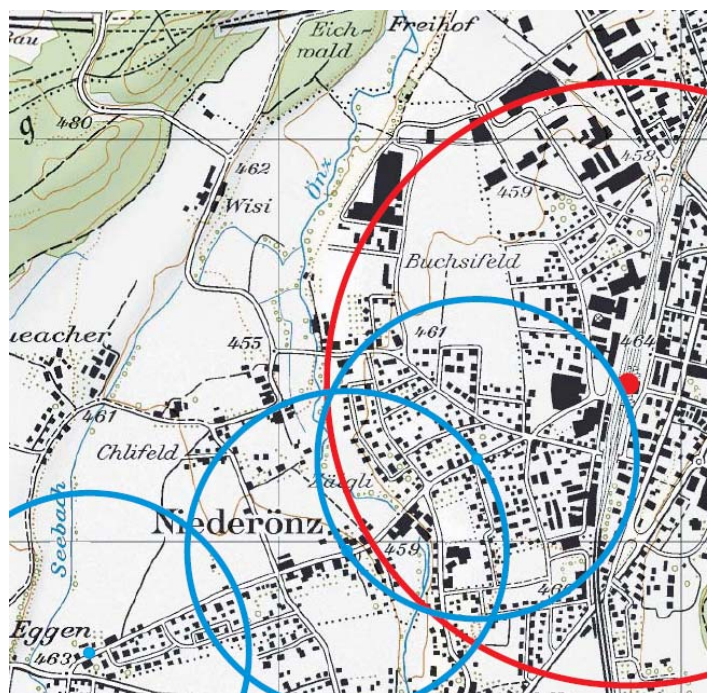 Freihof
Eich-
wald
Bau
480
462
458
459
Önz
Wisi
Buchsifeld
455
461
464
461
Chlifeld
Niederönz
459
Seebach
Eggen
463